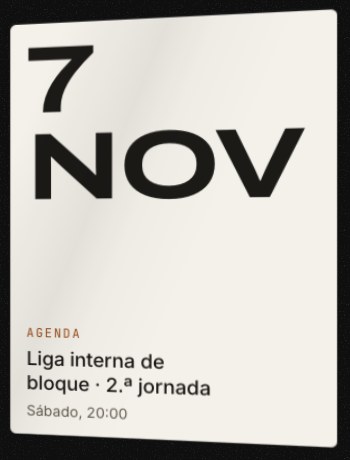 7
NOV
AGENDA
Liga interna de
bloque · 2.ª jornada
Sábado, 20:00